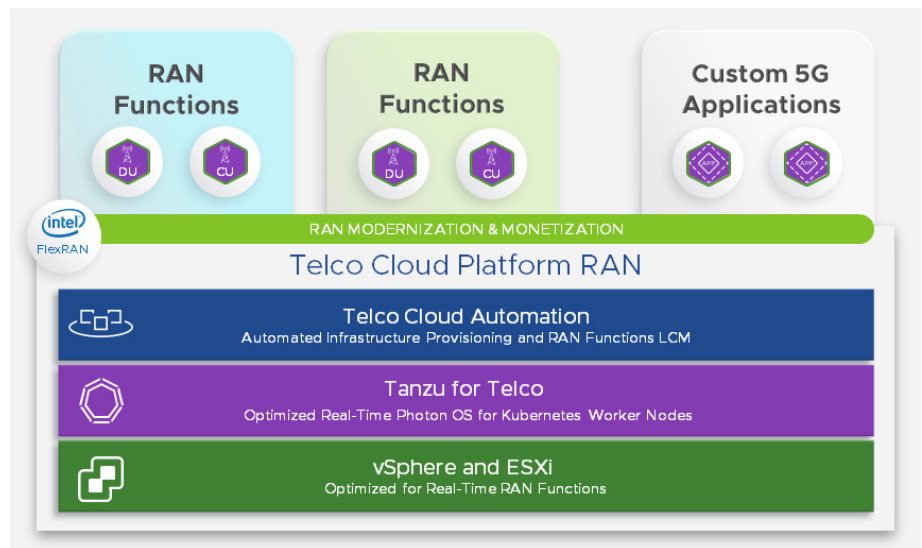 RAN
Functions
DU
CU
RAN
Functions
DU
CU
Custom 5G
Applications
APP
APP
intel
FlexRAN
RAN MODERNIZATION & MONETIZATION
Telco Cloud Platform RAN
Telco Cloud Automation
Automated Infrastructure Provisioning and RAN Functions LCM
Tanzu for Telco
Optimized Real-Time Photon OS for Kubernetes Worker Nodes
vSphere and ESXi
Optimized for Real-Time RAN Functions